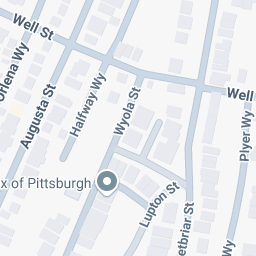 Well St
Orlena Way
Augusta St
Halfway Wy
Wyola St
Well
Plyer Wy
x of Pittsburgh
Lupton St
etbriar St
Wy